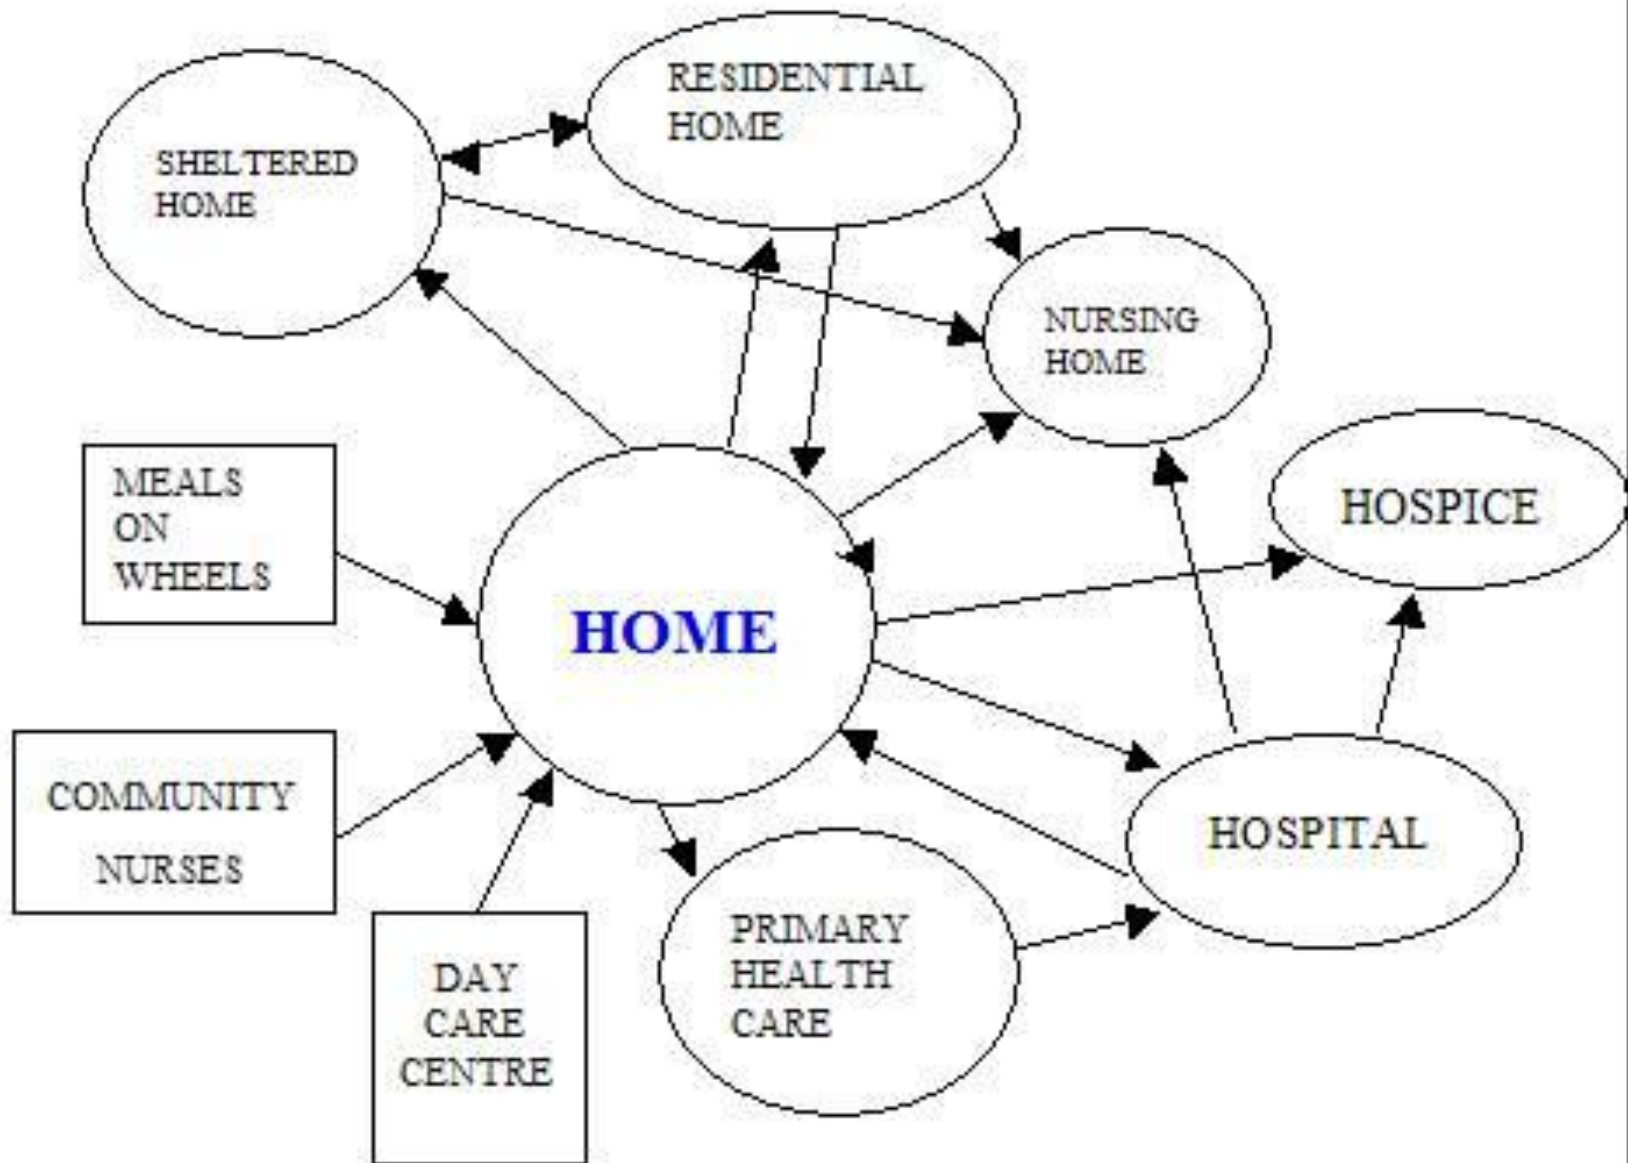 RESIDENTIAL
HOME
SHELTERED
HOME
NURSING
HOME
MEALS
ON
WHEELS
HOSPICE
HOME
COMMUNITY
NURSES
HOSPITAL
DAY
CARE
CENTRE
PRIMARY
HEALTH
CARE